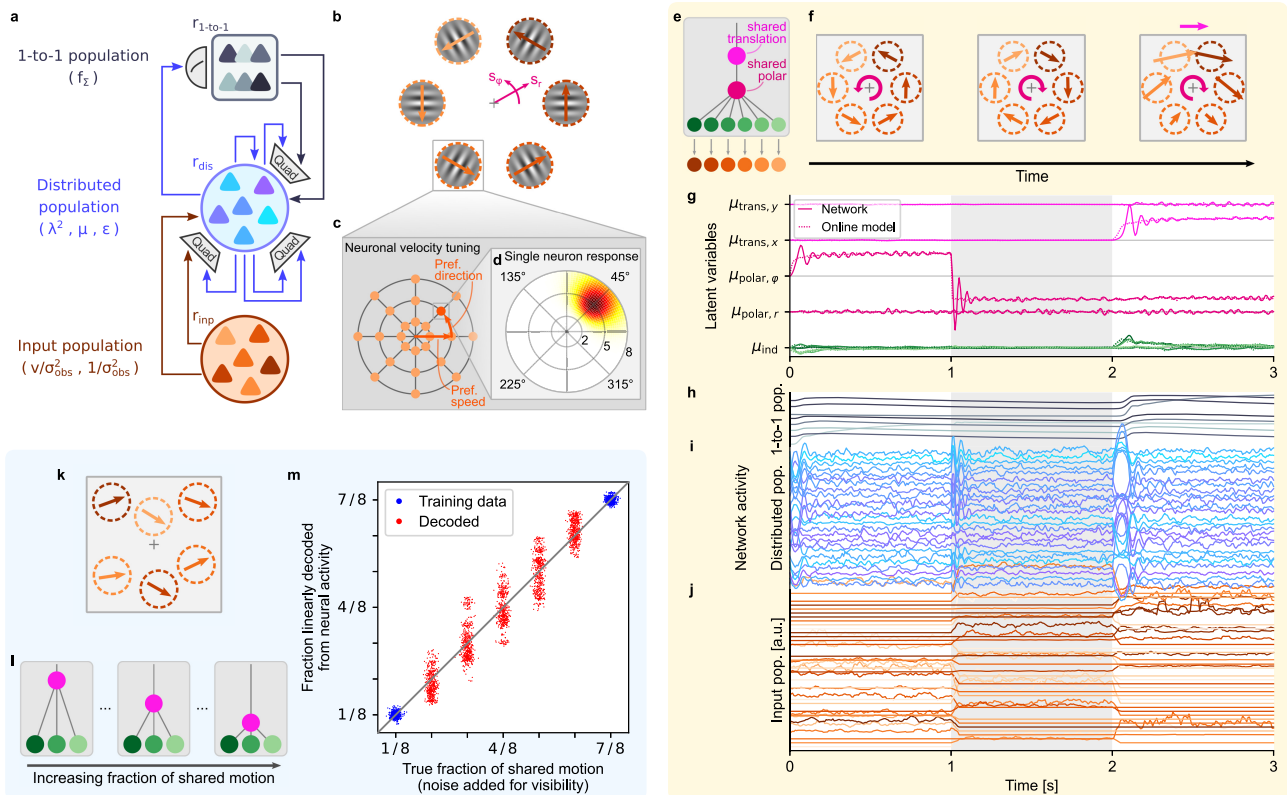 a
r1-to-1
1-to-1 population
( fΣ )
rdis
Quad
Distributed
population
( λ² , μ , ε )
Quad
Quad
rinp
Input population
( v/σ²obs , 1/σ²obs )
b
sφ
sr
c
Neuronal velocity tuning
Pref.
direction
Pref.
speed
d
Single neuron response
135°
45°
2
5
8
225°
315°
e
shared
translation
shared
polar
f
Time
g
Latent variables
μtrans, y
μtrans, x
μpolar, φ
μpolar, r
μind
Network
Online model
0
1
2
3
h
1-to-1 pop.
i
Network activity
Distributed pop.
j
Input pop. [a.u.]
0
1
2
3
Time [s]
k
l
...
...
Increasing fraction of shared motion
m
Training data
Decoded
Fraction linearly decoded
from neural activity
7 / 8
4 / 8
1 / 8
1 / 8
4 / 8
7 / 8
True fraction of shared motion
(noise added for visibility)